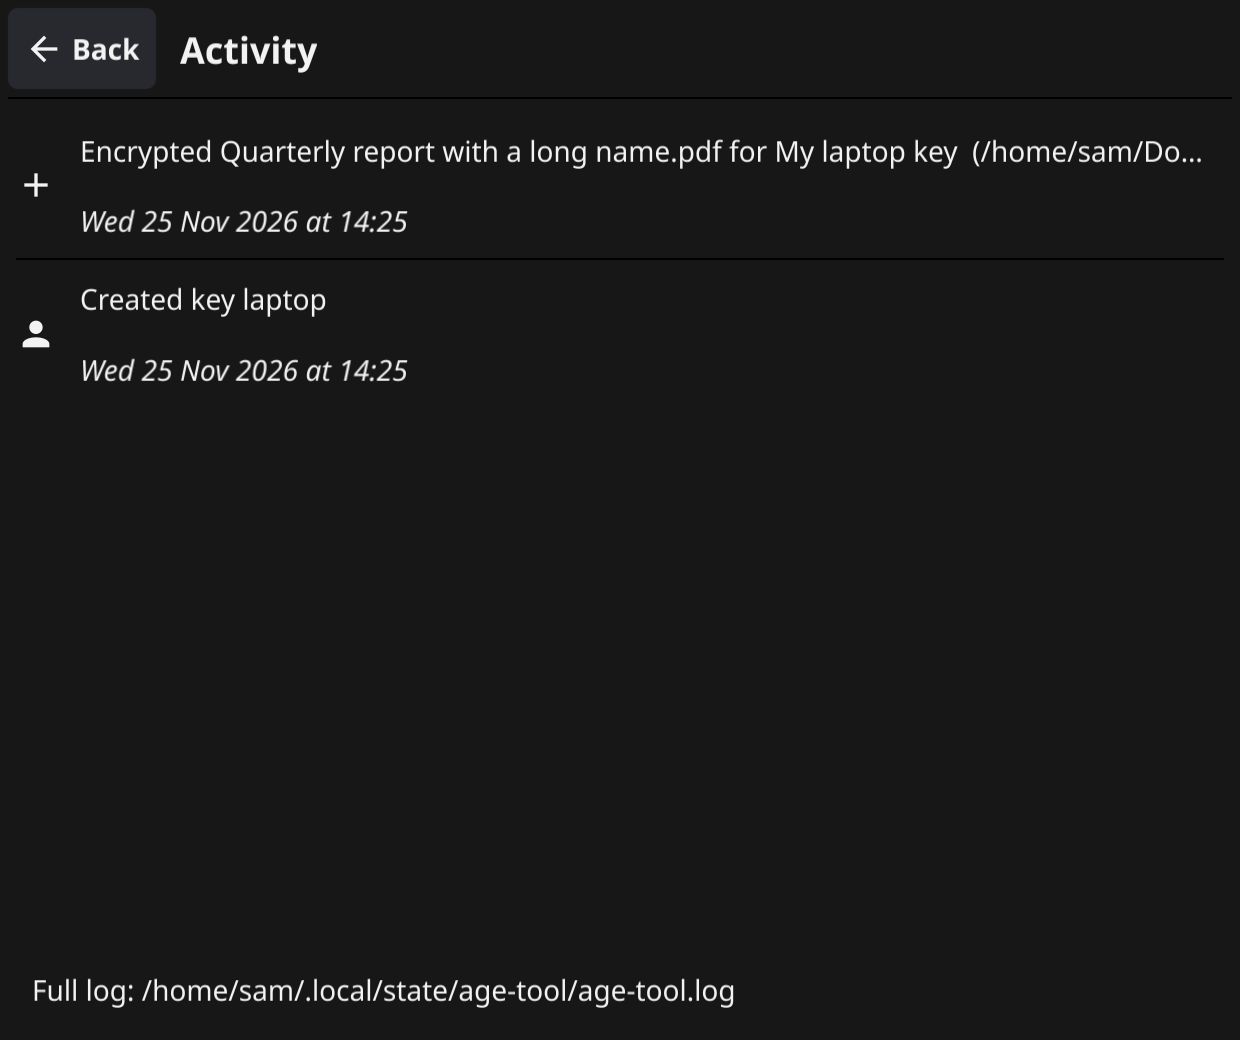 Back
Activity
Encrypted Quarterly report with a long name.pdf for My laptop key  (/home/sam/Do...
Wed 25 Nov 2026 at 14:25
Created key laptop
Wed 25 Nov 2026 at 14:25
Full log: /home/sam/.local/state/age-tool/age-tool.log